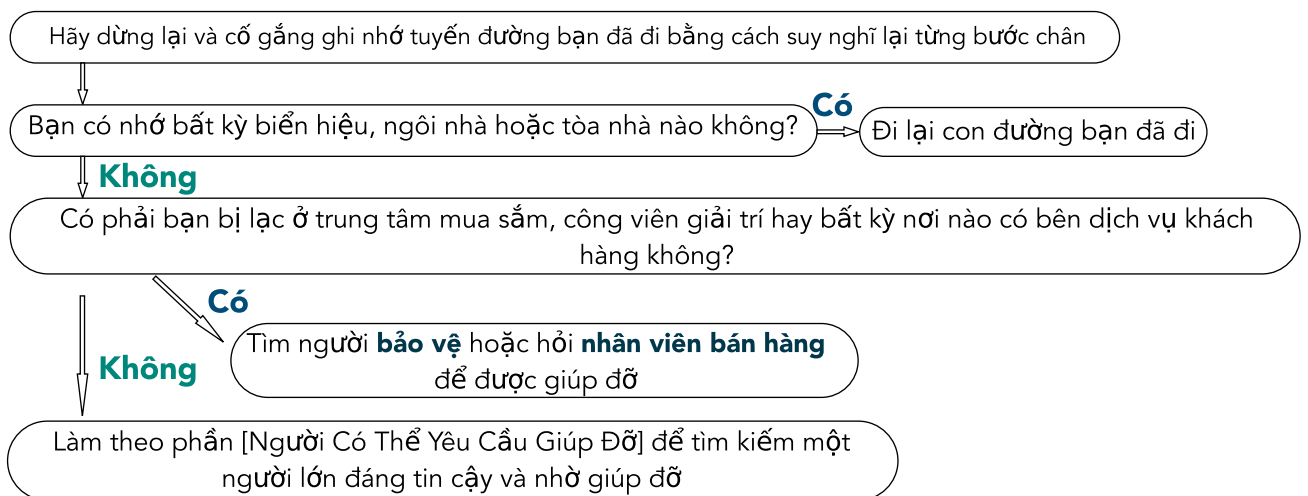 Hãy dừng lại và cố gắng ghi nhớ tuyến đường bạn đã đi bằng cách suy nghĩ lại từng bước chân
Bạn có nhớ bất kỳ biển hiệu, ngôi nhà hoặc tòa nhà nào không?
Có
Đi lại con đường bạn đã đi
Không
Có phải bạn bị lạc ở trung tâm mua sắm, công viên giải trí hay bất kỳ nơi nào có bên dịch vụ khách
hàng không?
Có
Tìm người bảo vệ hoặc hỏi nhân viên bán hàng
để được giúp đỡ
Không
Làm theo phần [Người Có Thể Yêu Cầu Giúp Đỡ] để tìm kiếm một
người lớn đáng tin cậy và nhờ giúp đỡ